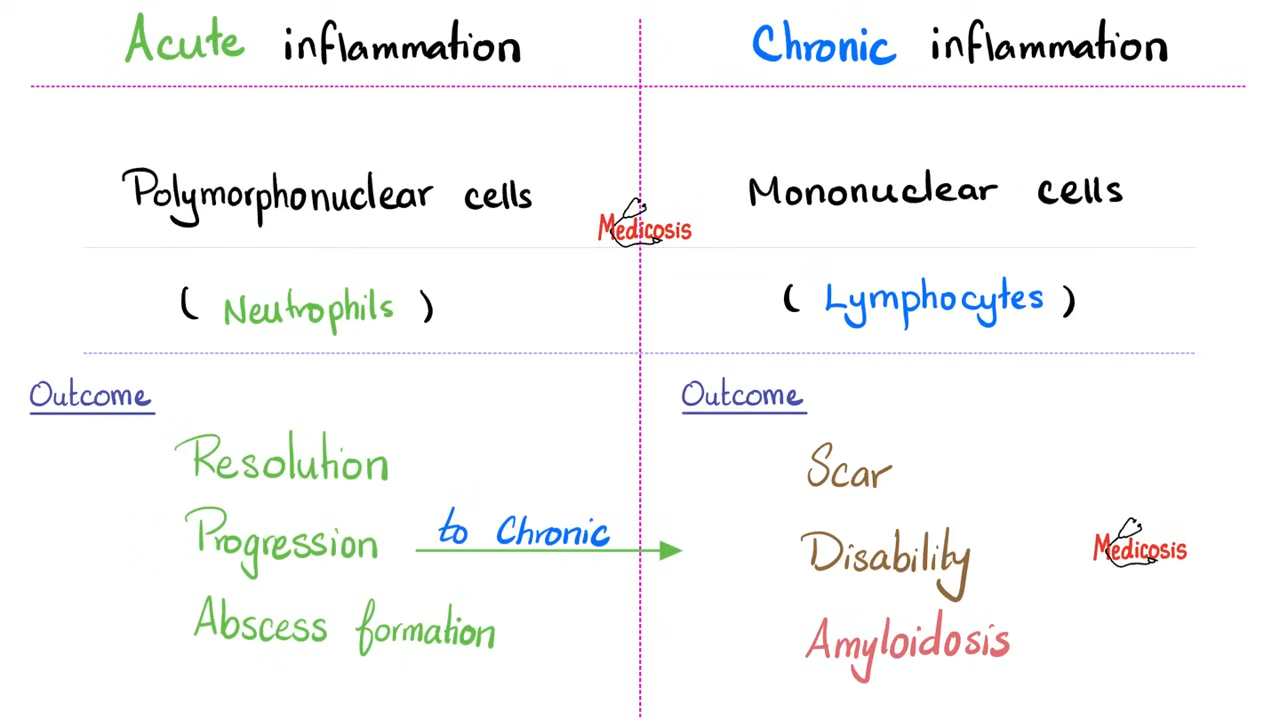 Acute inflammation
Chronic inflammation
Polymorphonuclear cells
Mononuclear cells
Medicosis
( Neutrophils )
( Lymphocytes )
Outcome
Resolution
Progression to Chronic
Abscess formation
Outcome
Scar
Disability
Amyloidosis
Medicosis